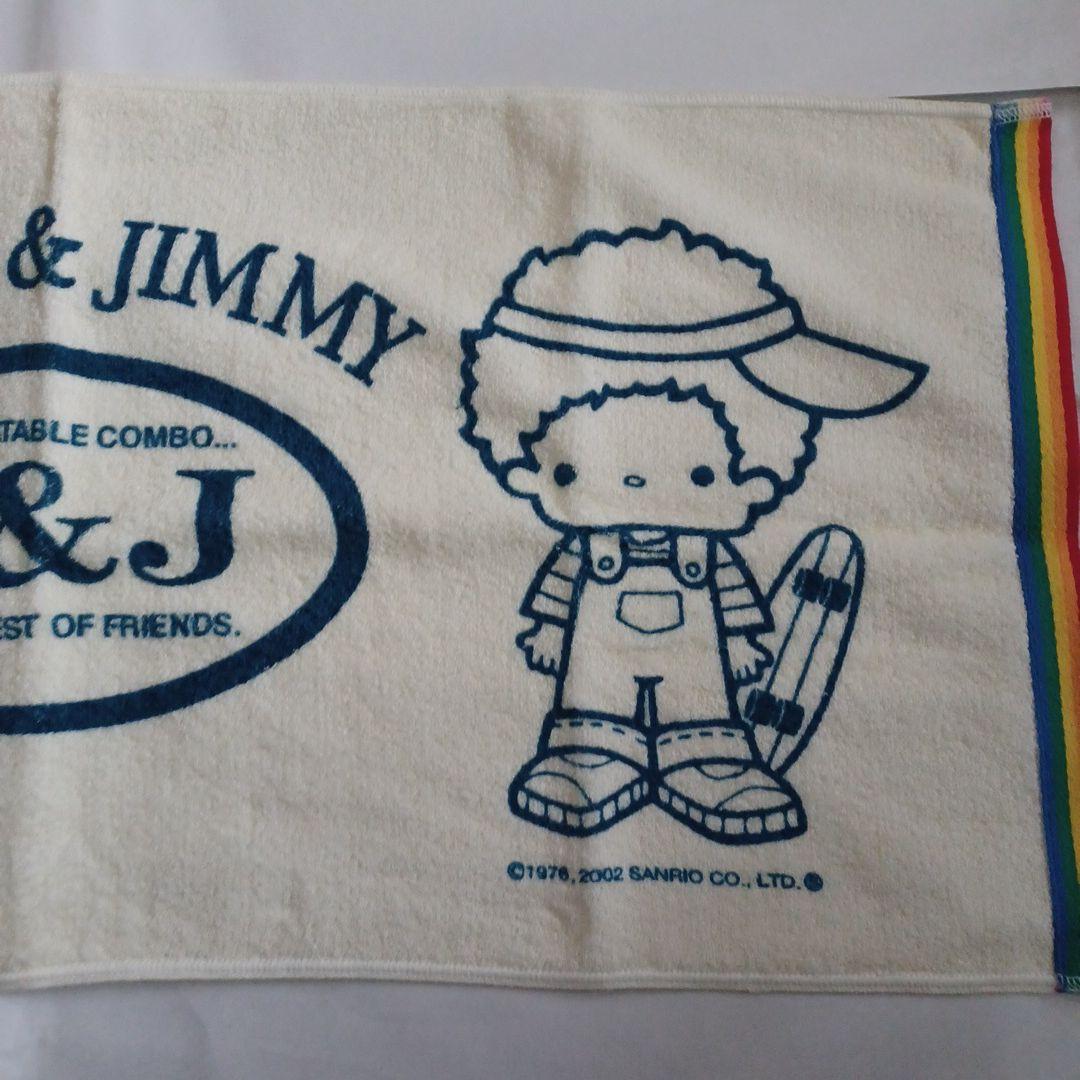 & JIMMY
TABLE COMBO...
&J
EST OF FRIENDS.
©1976, 2002 SANRIO CO., LTD.